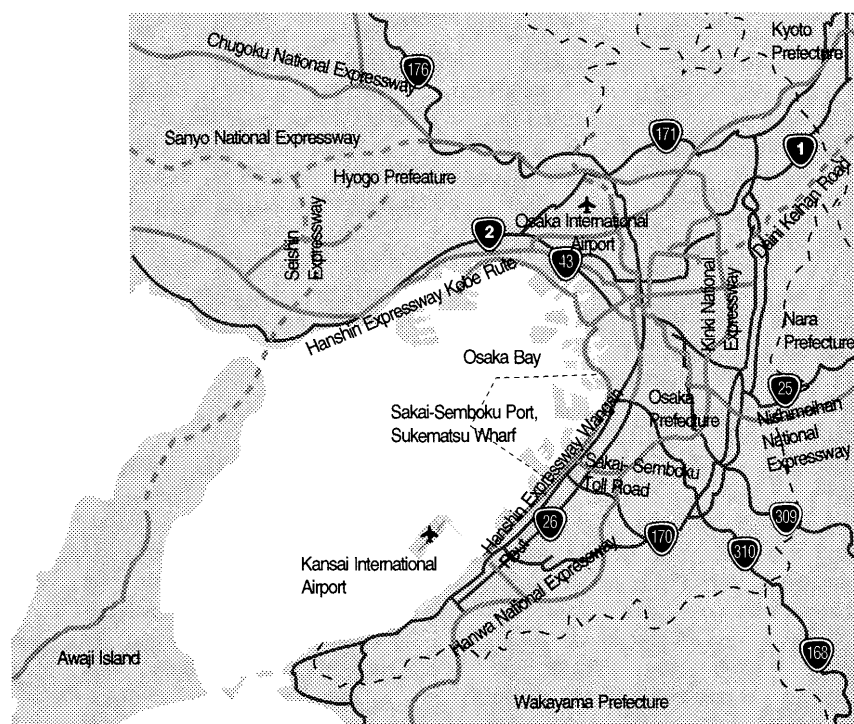 Kyoto
Prefecture
Chugoku National Expressway
176
171
1
Sanyo National Expressway
Hyogo Prefeature
Daini Keihan Road
Seishin
Expressway
2
Osaka International
Airport
43
Hanshin Expressway Kobe Rute
Kinki National
Expressway
Nara
Prefecture
Osaka Bay
25
Osaka
Prefecture
Sakai-Semboku Port,
Sukematsu Wharf
Nishimeihan
National
Expressway
Hanshin Expressway Wangan
Rout
Sakai- Semboku
Toll Road
26
170
309
310
Kansai International
Airport
Hanwa National Expressway
Awaji Island
168
Wakayama Prefecture